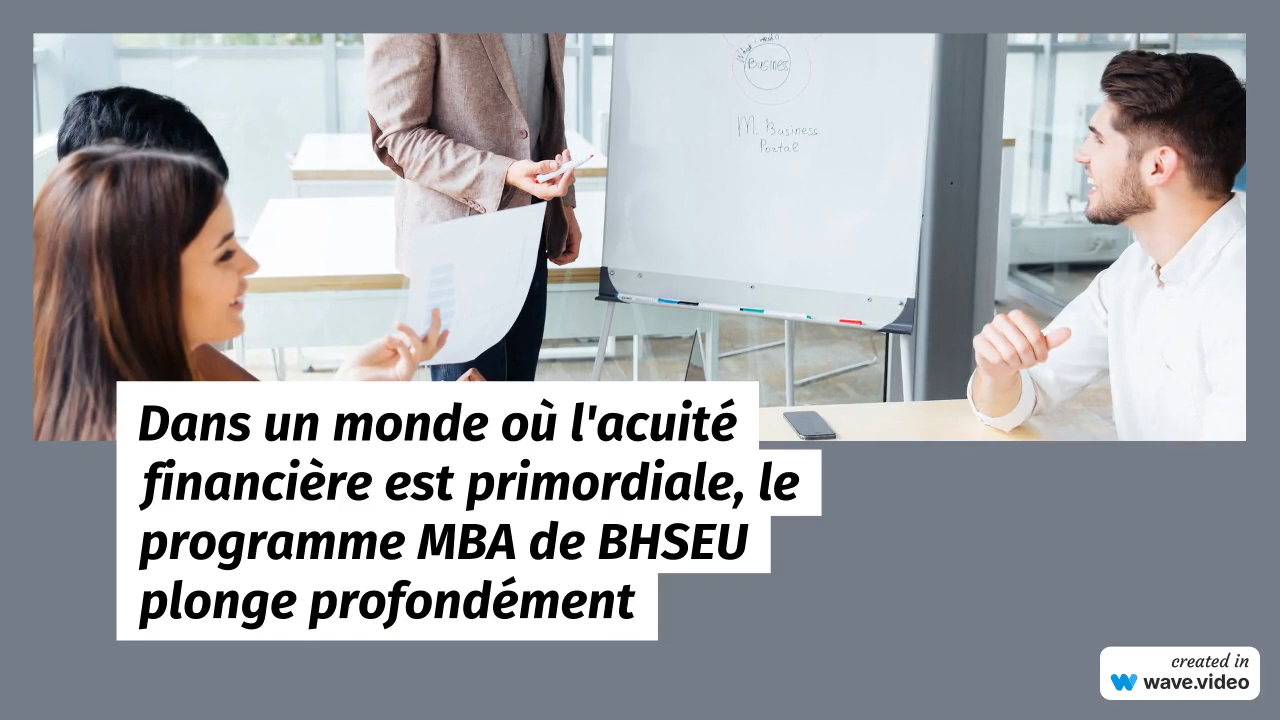 Business
M. Business
Portal
Dans un monde où l'acuité
financière est primordiale, le
programme MBA de BHSEU
plonge profondément
created in
wave.video